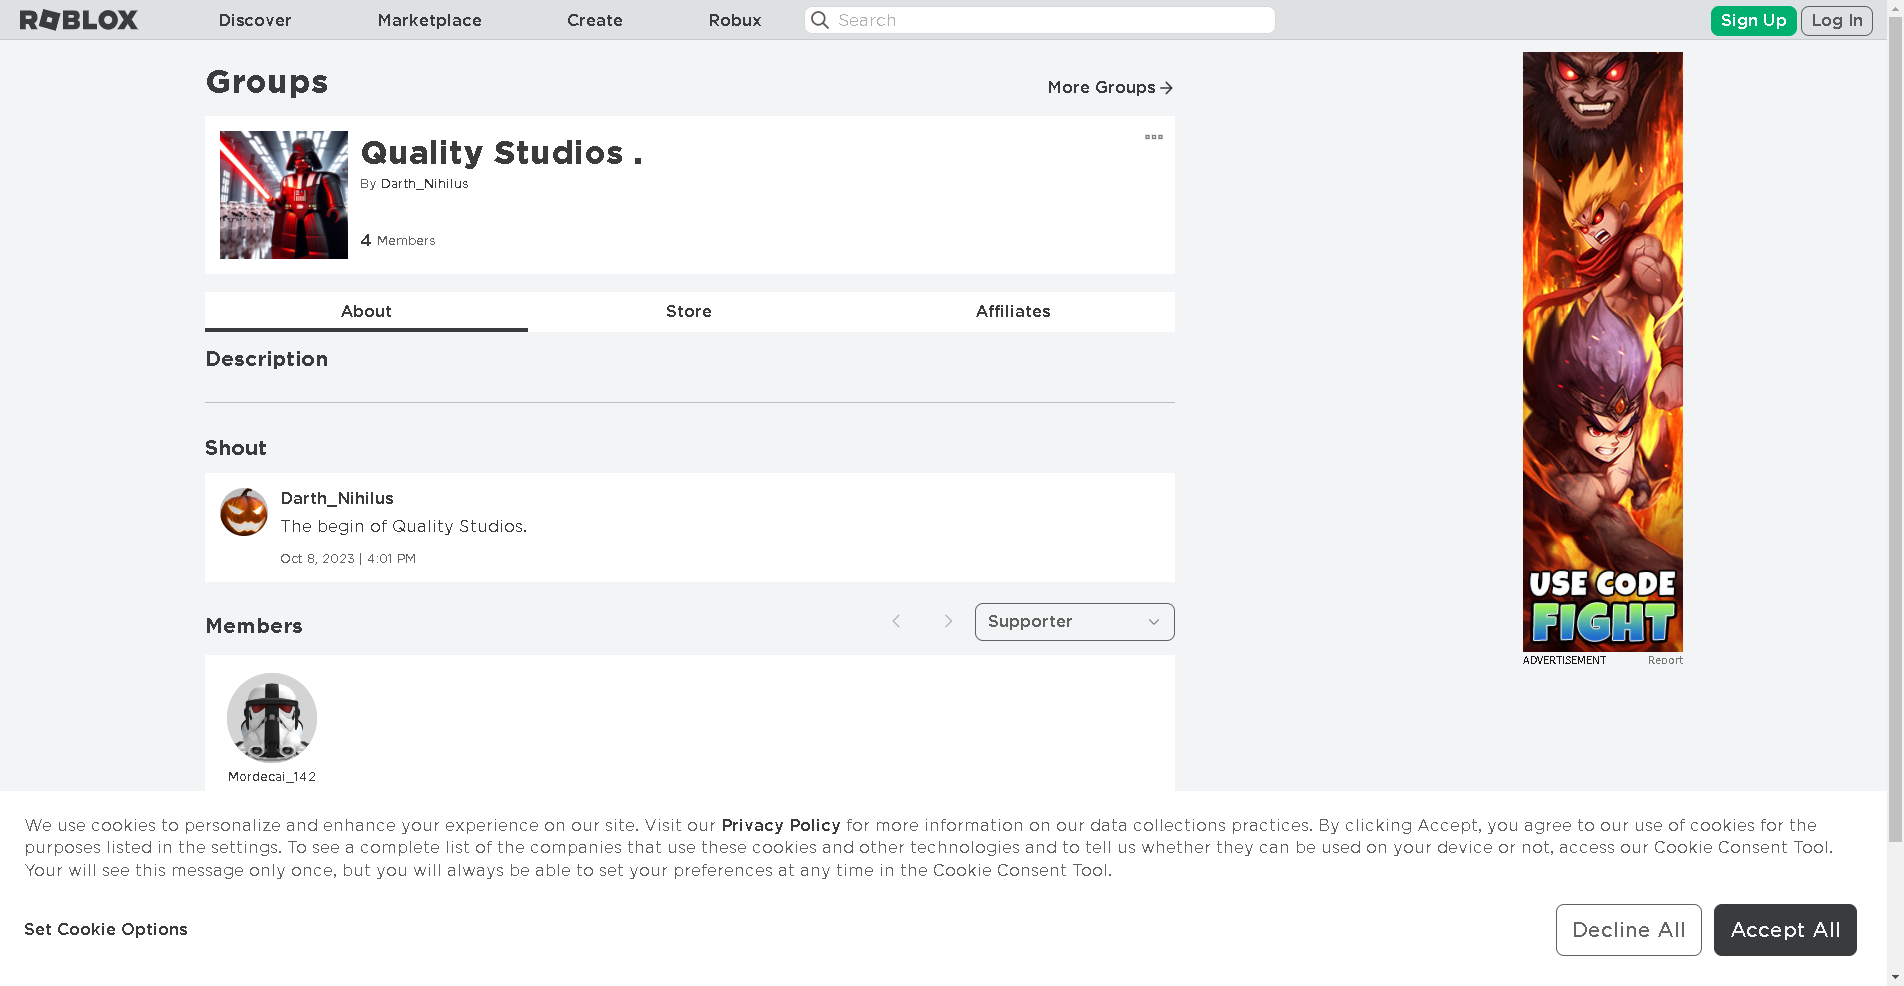 ROBLOX
Discover
Marketplace
Create
Robux
Search
Sign Up
Log In
Groups
More Groups
Quality Studios .
By Darth_Nihilus
4 Members
About
Store
Affiliates
Description
Shout
Darth_Nihilus
The begin of Quality Studios.
Oct 8, 2023 | 4:01 PM
Members
Supporter
Mordecai_142
USE CODE
FIGHT
ADVERTISEMENT
Report
We use cookies to personalize and enhance your experience on our site. Visit our Privacy Policy for more information on our data collections practices. By clicking Accept, you agree to our use of cookies for the
purposes listed in the settings. To see a complete list of the companies that use these cookies and other technologies and to tell us whether they can be used on your device or not, access our Cookie Consent Tool.
Your will see this message only once, but you will always be able to set your preferences at any time in the Cookie Consent Tool.
Set Cookie Options
Decline All
Accept All